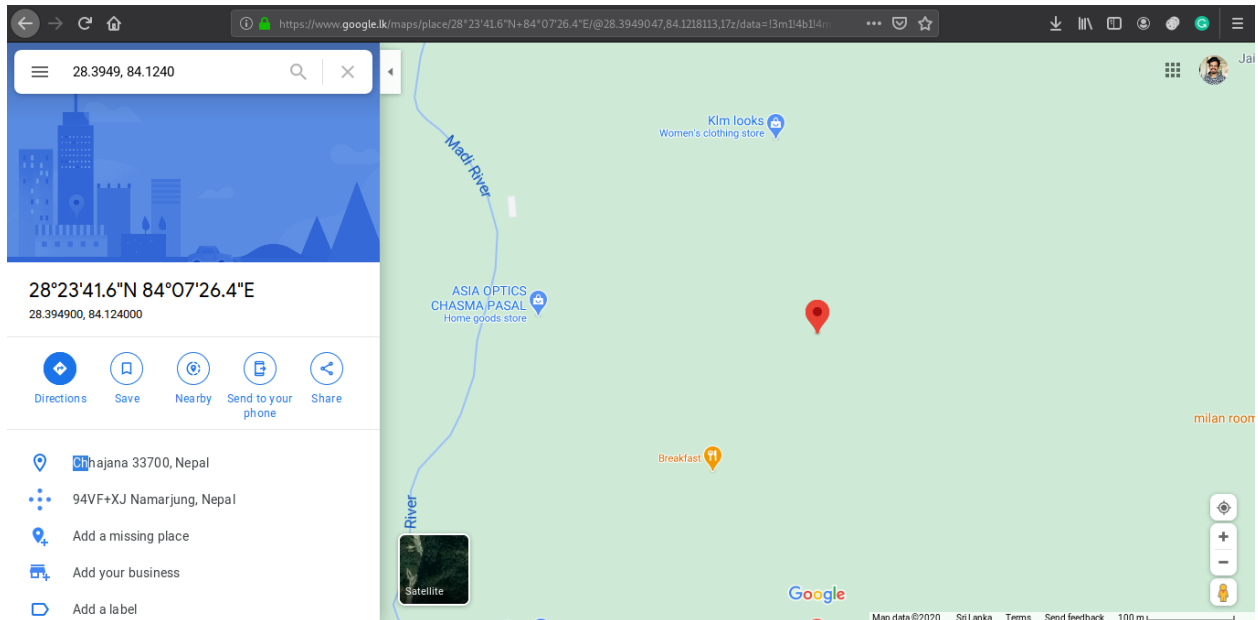 https://www.google.lk/maps/place/28°23'41.6"N+84°07'26.4"E/@28.3949047,84.1218113,17z/data=!3m1!4b1!4m
28.3949, 84.1240
28°23'41.6"N 84°07'26.4"E
28.394900, 84.124000
Directions
Save
Nearby
Send to your
phone
Share
Chhajana 33700, Nepal
94VF+XJ Namarjung, Nepal
Add a missing place
Add your business
Add a label
Jai
Klm looks
Women's clothing store
Madi River
ASIA OPTICS
CHASMA PASAL
Home goods store
milan room
Breakfast
River
Satellite
Google
Map data ©2020 Sri Lanka Terms Send feedback 100 m